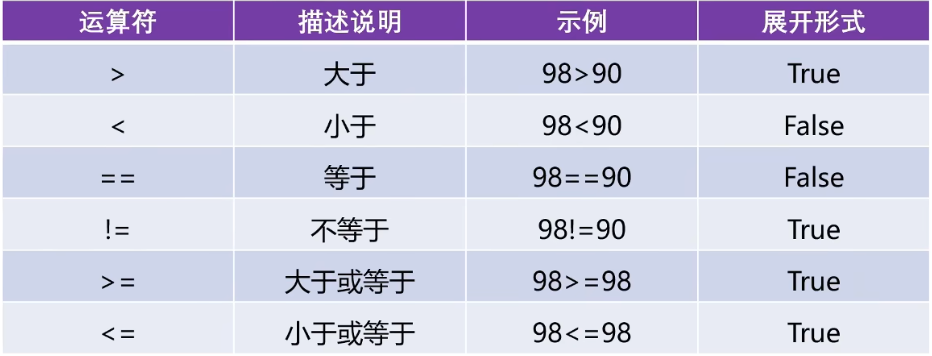 运算符 描述说明 示例 展开形式
> 大于 98>90 True
< 小于 98<90 False
== 等于 98==90 False
!= 不等于 98!=90 True
>= 大于或等于 98>=98 True
<= 小于或等于 98<=98 True